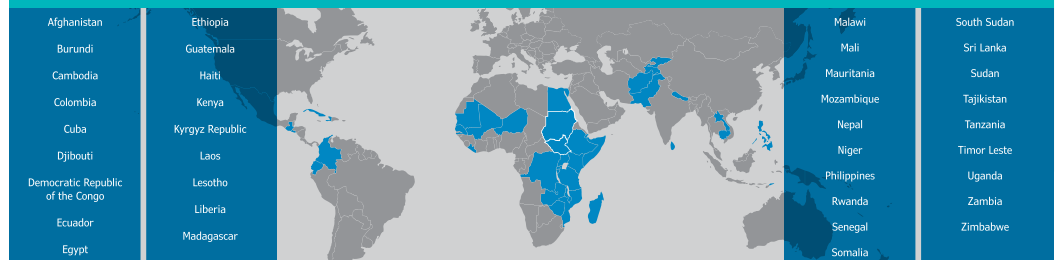 Afghanistan
Burundi
Cambodia
Colombia
Cuba
Djibouti
Democratic Republic
of the Congo
Ecuador
Egypt
Ethiopia
Guatemala
Haiti
Kenya
Kyrgyz Republic
Laos
Lesotho
Liberia
Madagascar
Malawi
Mali
Mauritania
Mozambique
Nepal
Niger
Philippines
Rwanda
Senegal
Somalia
South Sudan
Sri Lanka
Sudan
Tajikistan
Tanzania
Timor Leste
Uganda
Zambia
Zimbabwe